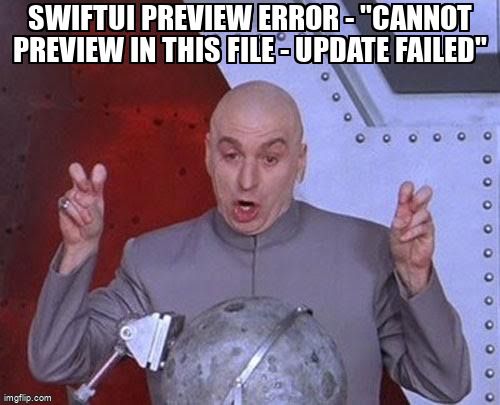 SWIFTUI PREVIEW ERROR - "CANNOT
PREVIEW IN THIS FILE - UPDATE FAILED"
imgflip.com